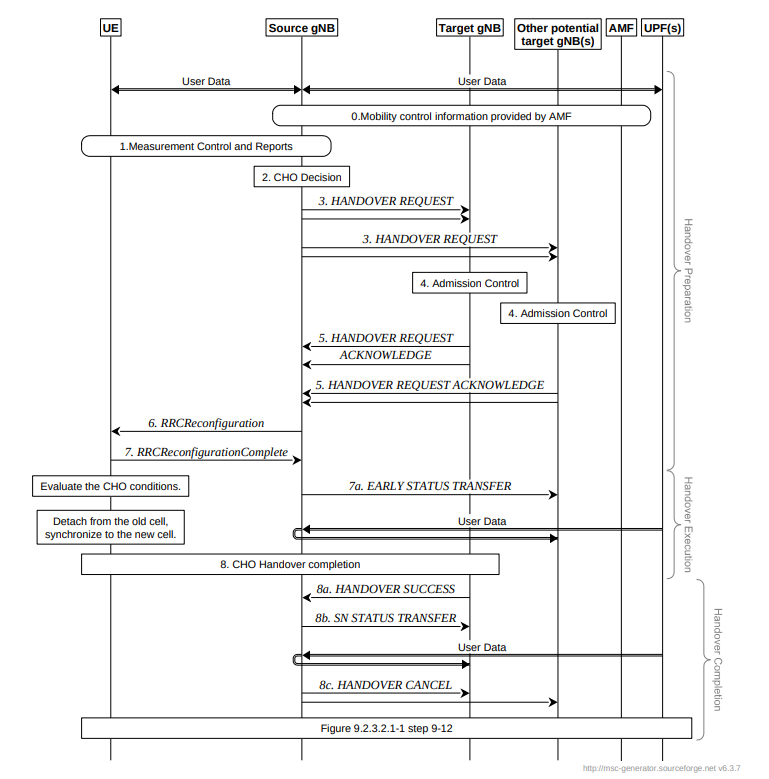 UE
Source gNB
Target gNB
Other potential
target gNB(s)
AMF
UPF(s)
User Data
User Data
0.Mobility control information provided by AMF
1.Measurement Control and Reports
2. CHO Decision
3. HANDOVER REQUEST
3. HANDOVER REQUEST
Handover Preparation
4. Admission Control
4. Admission Control
5. HANDOVER REQUEST
ACKNOWLEDGE
5. HANDOVER REQUEST ACKNOWLEDGE
6. RRCReconfiguration
7. RRCReconfigurationComplete
Evaluate the CHO conditions.
7a. EARLY STATUS TRANSFER
Handover Execution
Detach from the old cell,
synchronize to the new cell.
User Data
8. CHO Handover completion
8a. HANDOVER SUCCESS
8b. SN STATUS TRANSFER
Handover Completion
User Data
8c. HANDOVER CANCEL
Figure 9.2.3.2.1-1 step 9-12
http://msc-generator.sourceforge.net v6.3.7